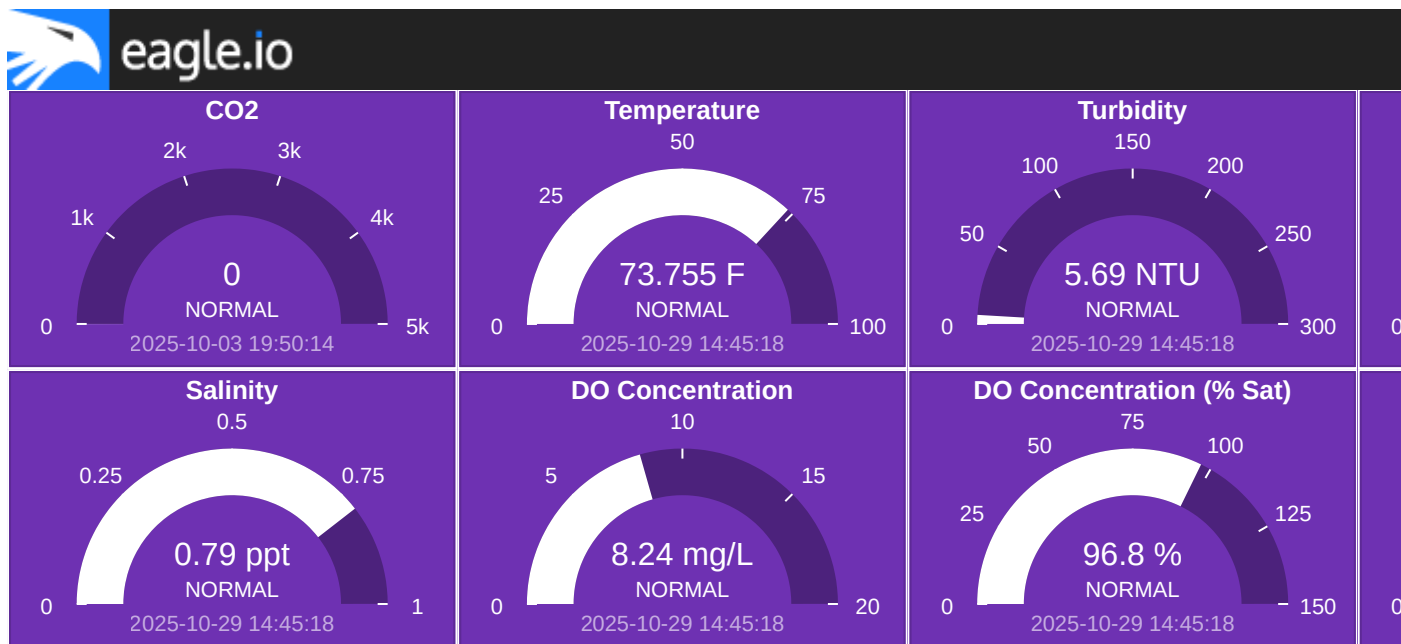 eagle.io
CO2
0
1k
2k
3k
4k
5k
0
NORMAL
2025-10-03 19:50:14
Temperature
0
25
50
75
100
73.755 F
NORMAL
2025-10-29 14:45:18
Turbidity
0
50
100
150
200
250
300
5.69 NTU
NORMAL
2025-10-29 14:45:18
0
Salinity
0
0.25
0.5
0.75
1
0.79 ppt
NORMAL
2025-10-29 14:45:18
DO Concentration
0
5
10
15
20
8.24 mg/L
NORMAL
2025-10-29 14:45:18
DO Concentration (% Sat)
0
25
50
75
100
125
150
96.8 %
NORMAL
2025-10-29 14:45:18
0